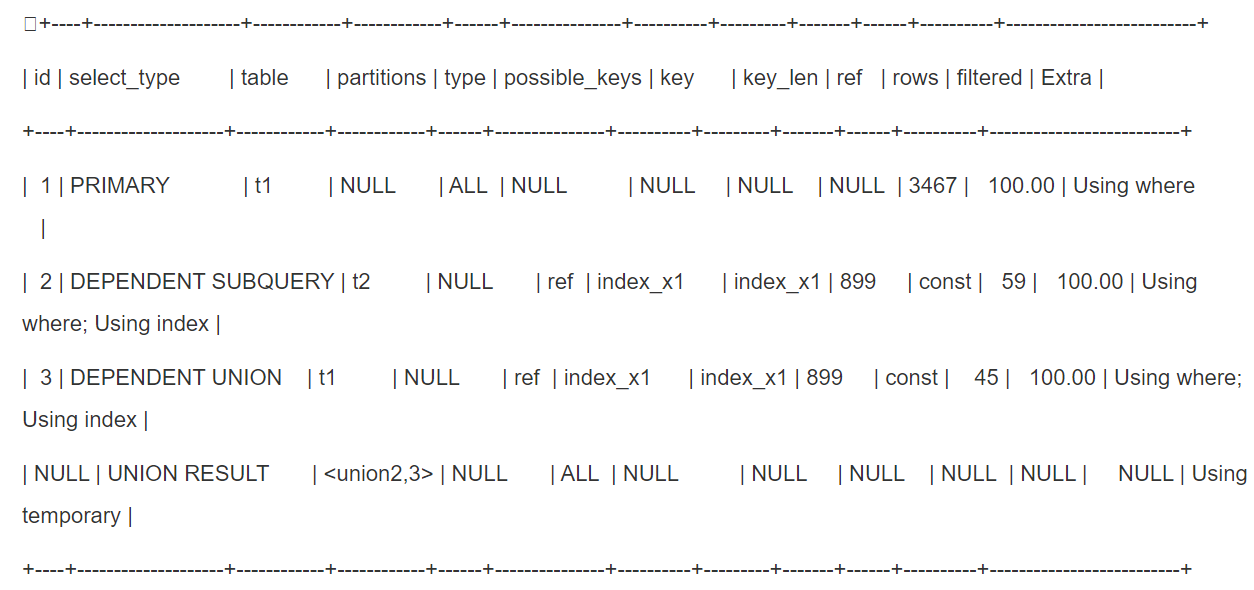 □+----+--------------------+------------+------------+------+---------------+----------+---------+-------+------+----------+--------------------------+
| id | select_type | table | partitions | type | possible_keys | key | key_len | ref | rows | filtered | Extra |
+----+--------------------+------------+------------+------+---------------+----------+---------+-------+------+----------+--------------------------+
| 1 | PRIMARY | t1 | NULL | ALL | NULL | NULL | NULL | NULL | 3467 | 100.00 | Using where
|
| 2 | DEPENDENT SUBQUERY | t2 | NULL | ref | index_x1 | index_x1 | 899 | const | 59 | 100.00 | Using
where; Using index |
| 3 | DEPENDENT UNION | t1 | NULL | ref | index_x1 | index_x1 | 899 | const | 45 | 100.00 | Using where;
Using index |
| NULL | UNION RESULT | <union2,3> | NULL | ALL | NULL | NULL | NULL | NULL | NULL | NULL | Using
temporary |
+----+--------------------+------------+------------+------+---------------+----------+---------+-------+------+----------+--------------------------+